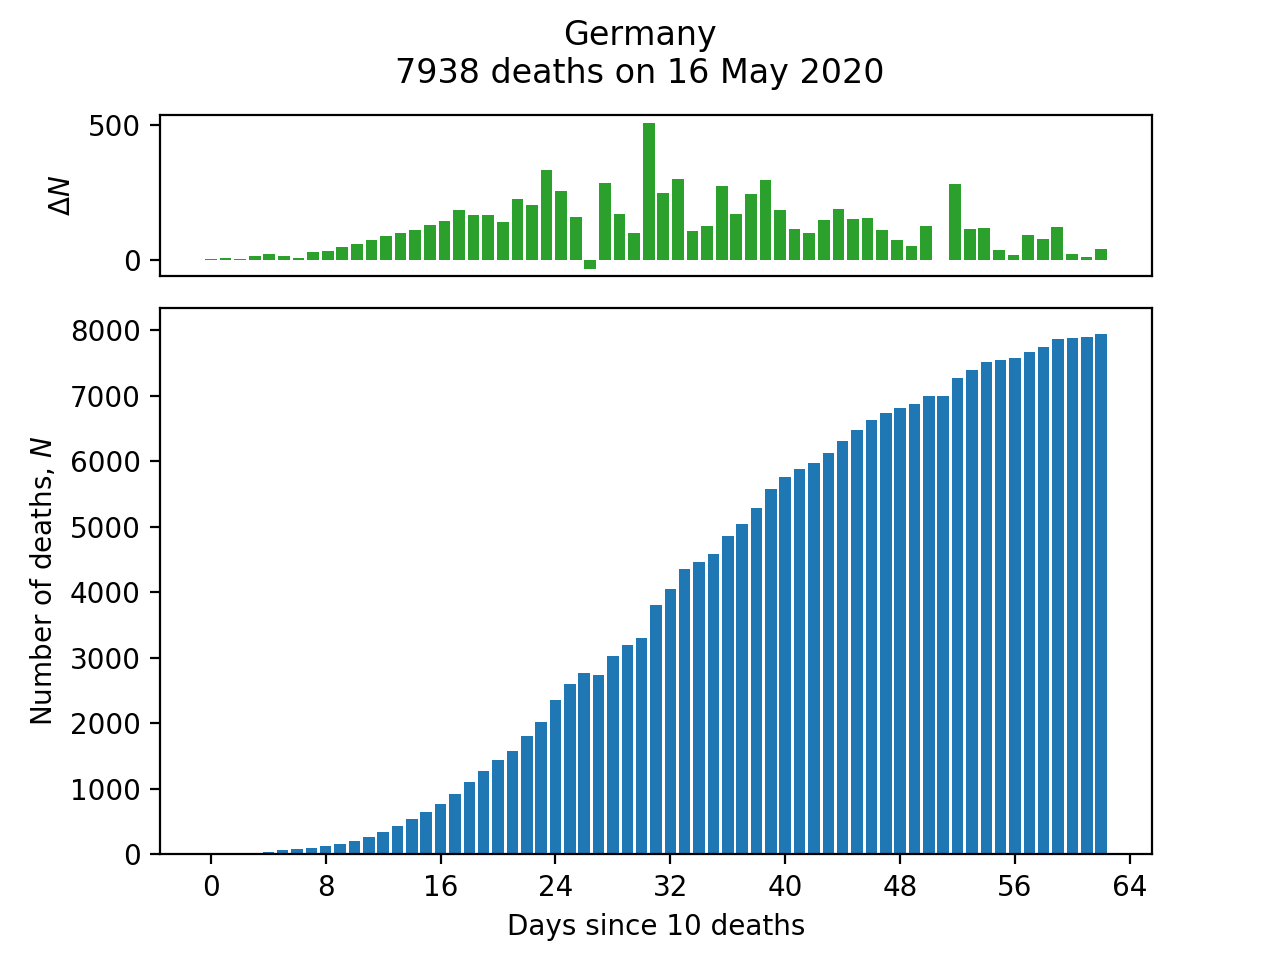 Germany
7938 deaths on 16 May 2020
500
0
ΔN
8000
7000
6000
5000
4000
3000
2000
1000
0
Number of deaths, N
0 8 16 24 32 40 48 56 64
Days since 10 deaths